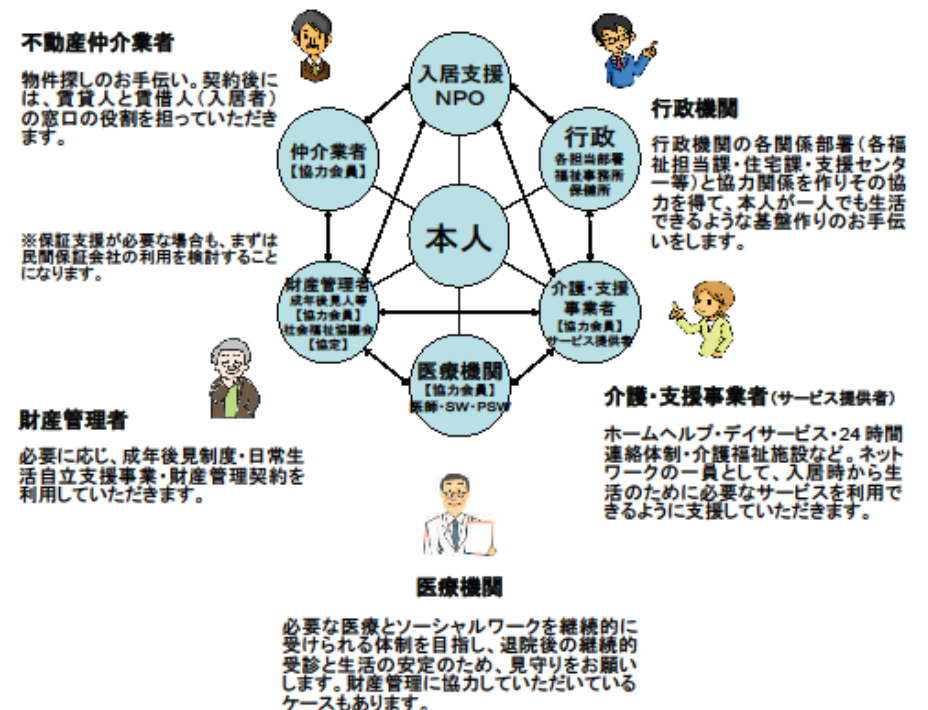 不動産仲介業者
物件探しのお手伝い。契約後に
は、賃貸人と賃借人(入居者)
の窓口の役割を担っていただき
ます。
※保証支援が必要な場合も、まずは
民間保証会社の利用を検討すること
になります。
入居支援
NPO
仲介業者
【協力会員】
行政
各担当部署
福祉事務所
保健所
本人
財産管理者
成年後見人等
【協力会員】
社会福祉協議会
【協定】
介護・支援
事業者
【協力会員】
サービス提供者
医療機関
【協力会員】
医師・SW・PSW
行政機関
行政機関の各関係部署(各福
祉担当課・住宅課・支援センタ
ー等)と協力関係を作りその協
力を得て、本人が一人でも生活
できるような基盤作りのお手伝
いをします。
財産管理者
必要に応じ、成年後見制度・日常生
活自立支援事業・財産管理契約を
利用していただきます。
介護・支援事業者(サービス提供者)
ホームヘルプ・デイサービス・24時間
連絡体制・介護福祉施設など。ネット
ワークの一員として、入居時から生
活のために必要なサービスを利用で
きるように支援していただきます。
医療機関
必要な医療とソーシャルワークを継続的に
受けられる体制を目指し、退院後の継続的
受診と生活の安定のため、見守りをお願い
します。財産管理に協力していただいている
ケースもあります。